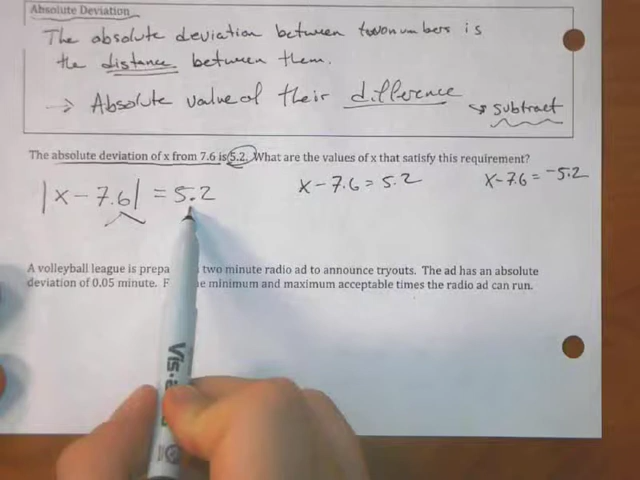 Absolute Deviation
The absolute deviation between two numbers is
the distance between them.
→ Absolute value of their difference
↳ subtract
The absolute deviation of x from 7.6 is 5.2. What are the values of x that satisfy this requirement?
|x - 7.6| = 5.2
x - 7.6 = 5.2
x - 7.6 = -5.2
A volleyball league is prepa two minute radio ad to announce tryouts. The ad has an absolute
deviation of 0.05 minute. F e minimum and maximum acceptable times the radio ad can run.
Vis